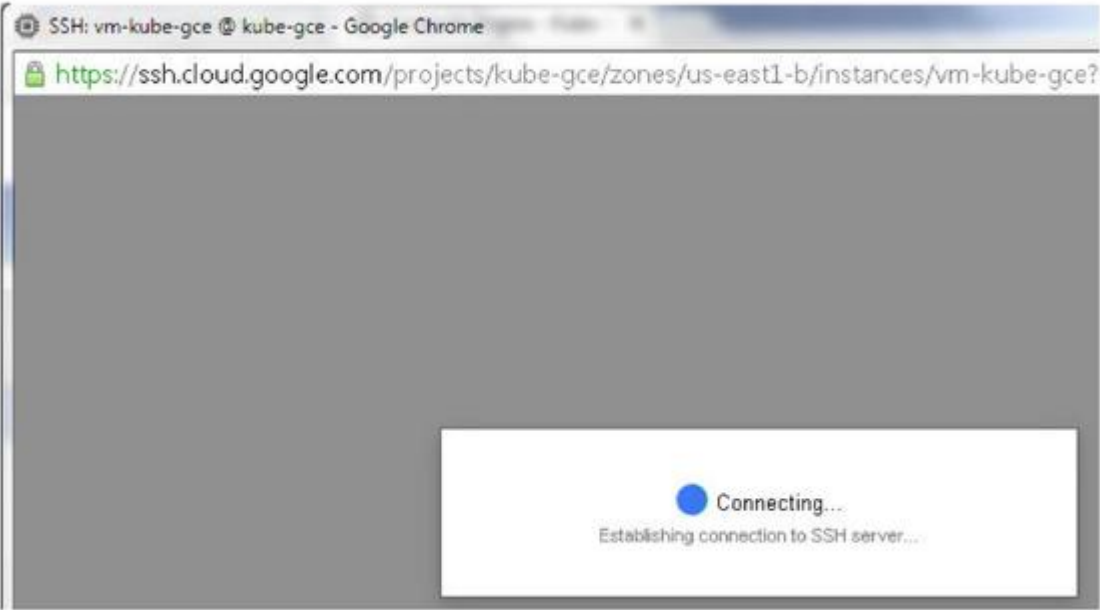 SSH: vm-kube-gce @ kube-gce - Google Chrome
https://ssh.cloud.google.com/projects/kube-gce/zones/us-east1-b/instances/vm-kube-gce?
Connecting...
Establishing connection to SSH server...